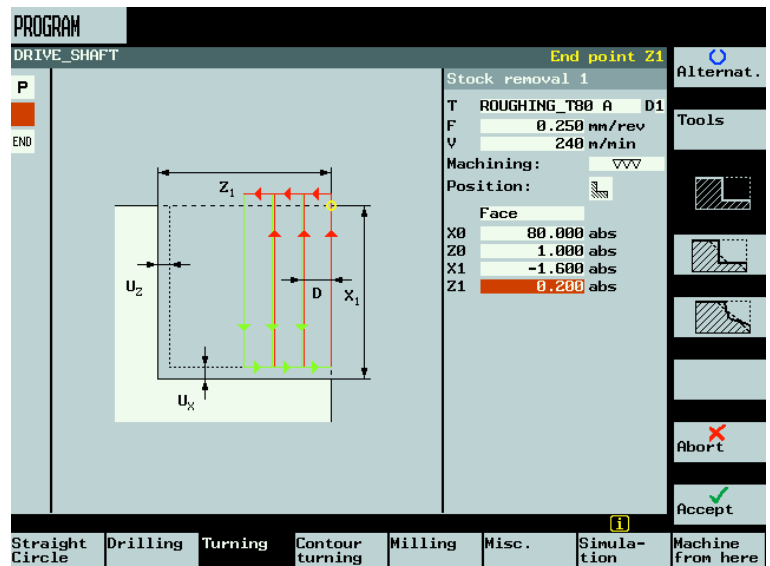 PROGRAM
DRIVE_SHAFT
End point Z1
Alternat.
P
END
Stock removal 1
T ROUGHING_T80 A D1
F 0.250 mm/rev
V 240 m/min
Machining: ▽▽▽
Position:
Face
X0 80.000 abs
Z0 1.000 abs
X1 -1.600 abs
Z1 0.200 abs
Z1
UZ
D
X1
UX
Tools
Abort
Accept
i
Straight Circle
Drilling
Turning
Contour turning
Milling
Misc.
Simula-
tion
Machine from here